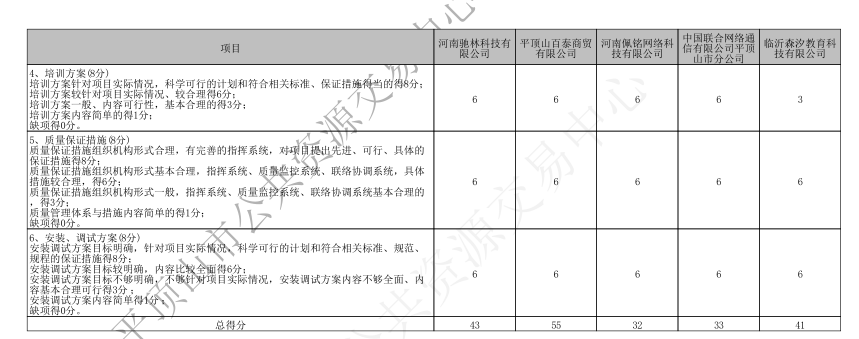 项目
河南驰林科技有限公司
平顶山百泰商贸有限公司
河南佩铭网络科技有限公司
中国联合网络通信有限公司平顶山市分公司
临沂森汐教育科技有限公司
4、培训方案(8分)
培训方案针对项目实际情况，科学可行的计划和符合相关标准、保证措施得当的得8分；
培训方案较针对项目实际情况、较合理得6分；
培训方案一般、内容可行性，基本合理的得3分；
培训方案内容简单的得1分；
缺项得0分。
6 6 6 6 3
5、质量保证措施(8分)
质量保证措施组织机构形式合理，有完善的指挥系统，对项目提出先进、可行、具体的
保证措施得8分；
质量保证措施组织机构形式基本合理，指挥系统、质量监控系统、联络协调系统，具体
措施较合理，得6分；
质量保证措施组织机构形式一般，指挥系统、质量监控系统、联络协调系统基本合理的
，得3分；
质量管理体系与措施内容简单的得1分；
缺项得0分。
6 6 6 6 6
6、安装、调试方案(8分)
安装调试方案目标明确，针对项目实际情况，科学可行的计划和符合相关标准、规范、
规程的保证措施得8分；
安装调试方案目标较明确，内容比较全面得6分；
安装调试方案目标不够明确，不够针对项目实际情况，安装调试方案内容不够全面、内
容基本合理可行得3分；
安装调试方案内容简单得1分；
缺项得0分。
6 6 6 6 6
总得分 43 55 32 33 41
平顶山市公共资源交易中心
公共资源交易中心